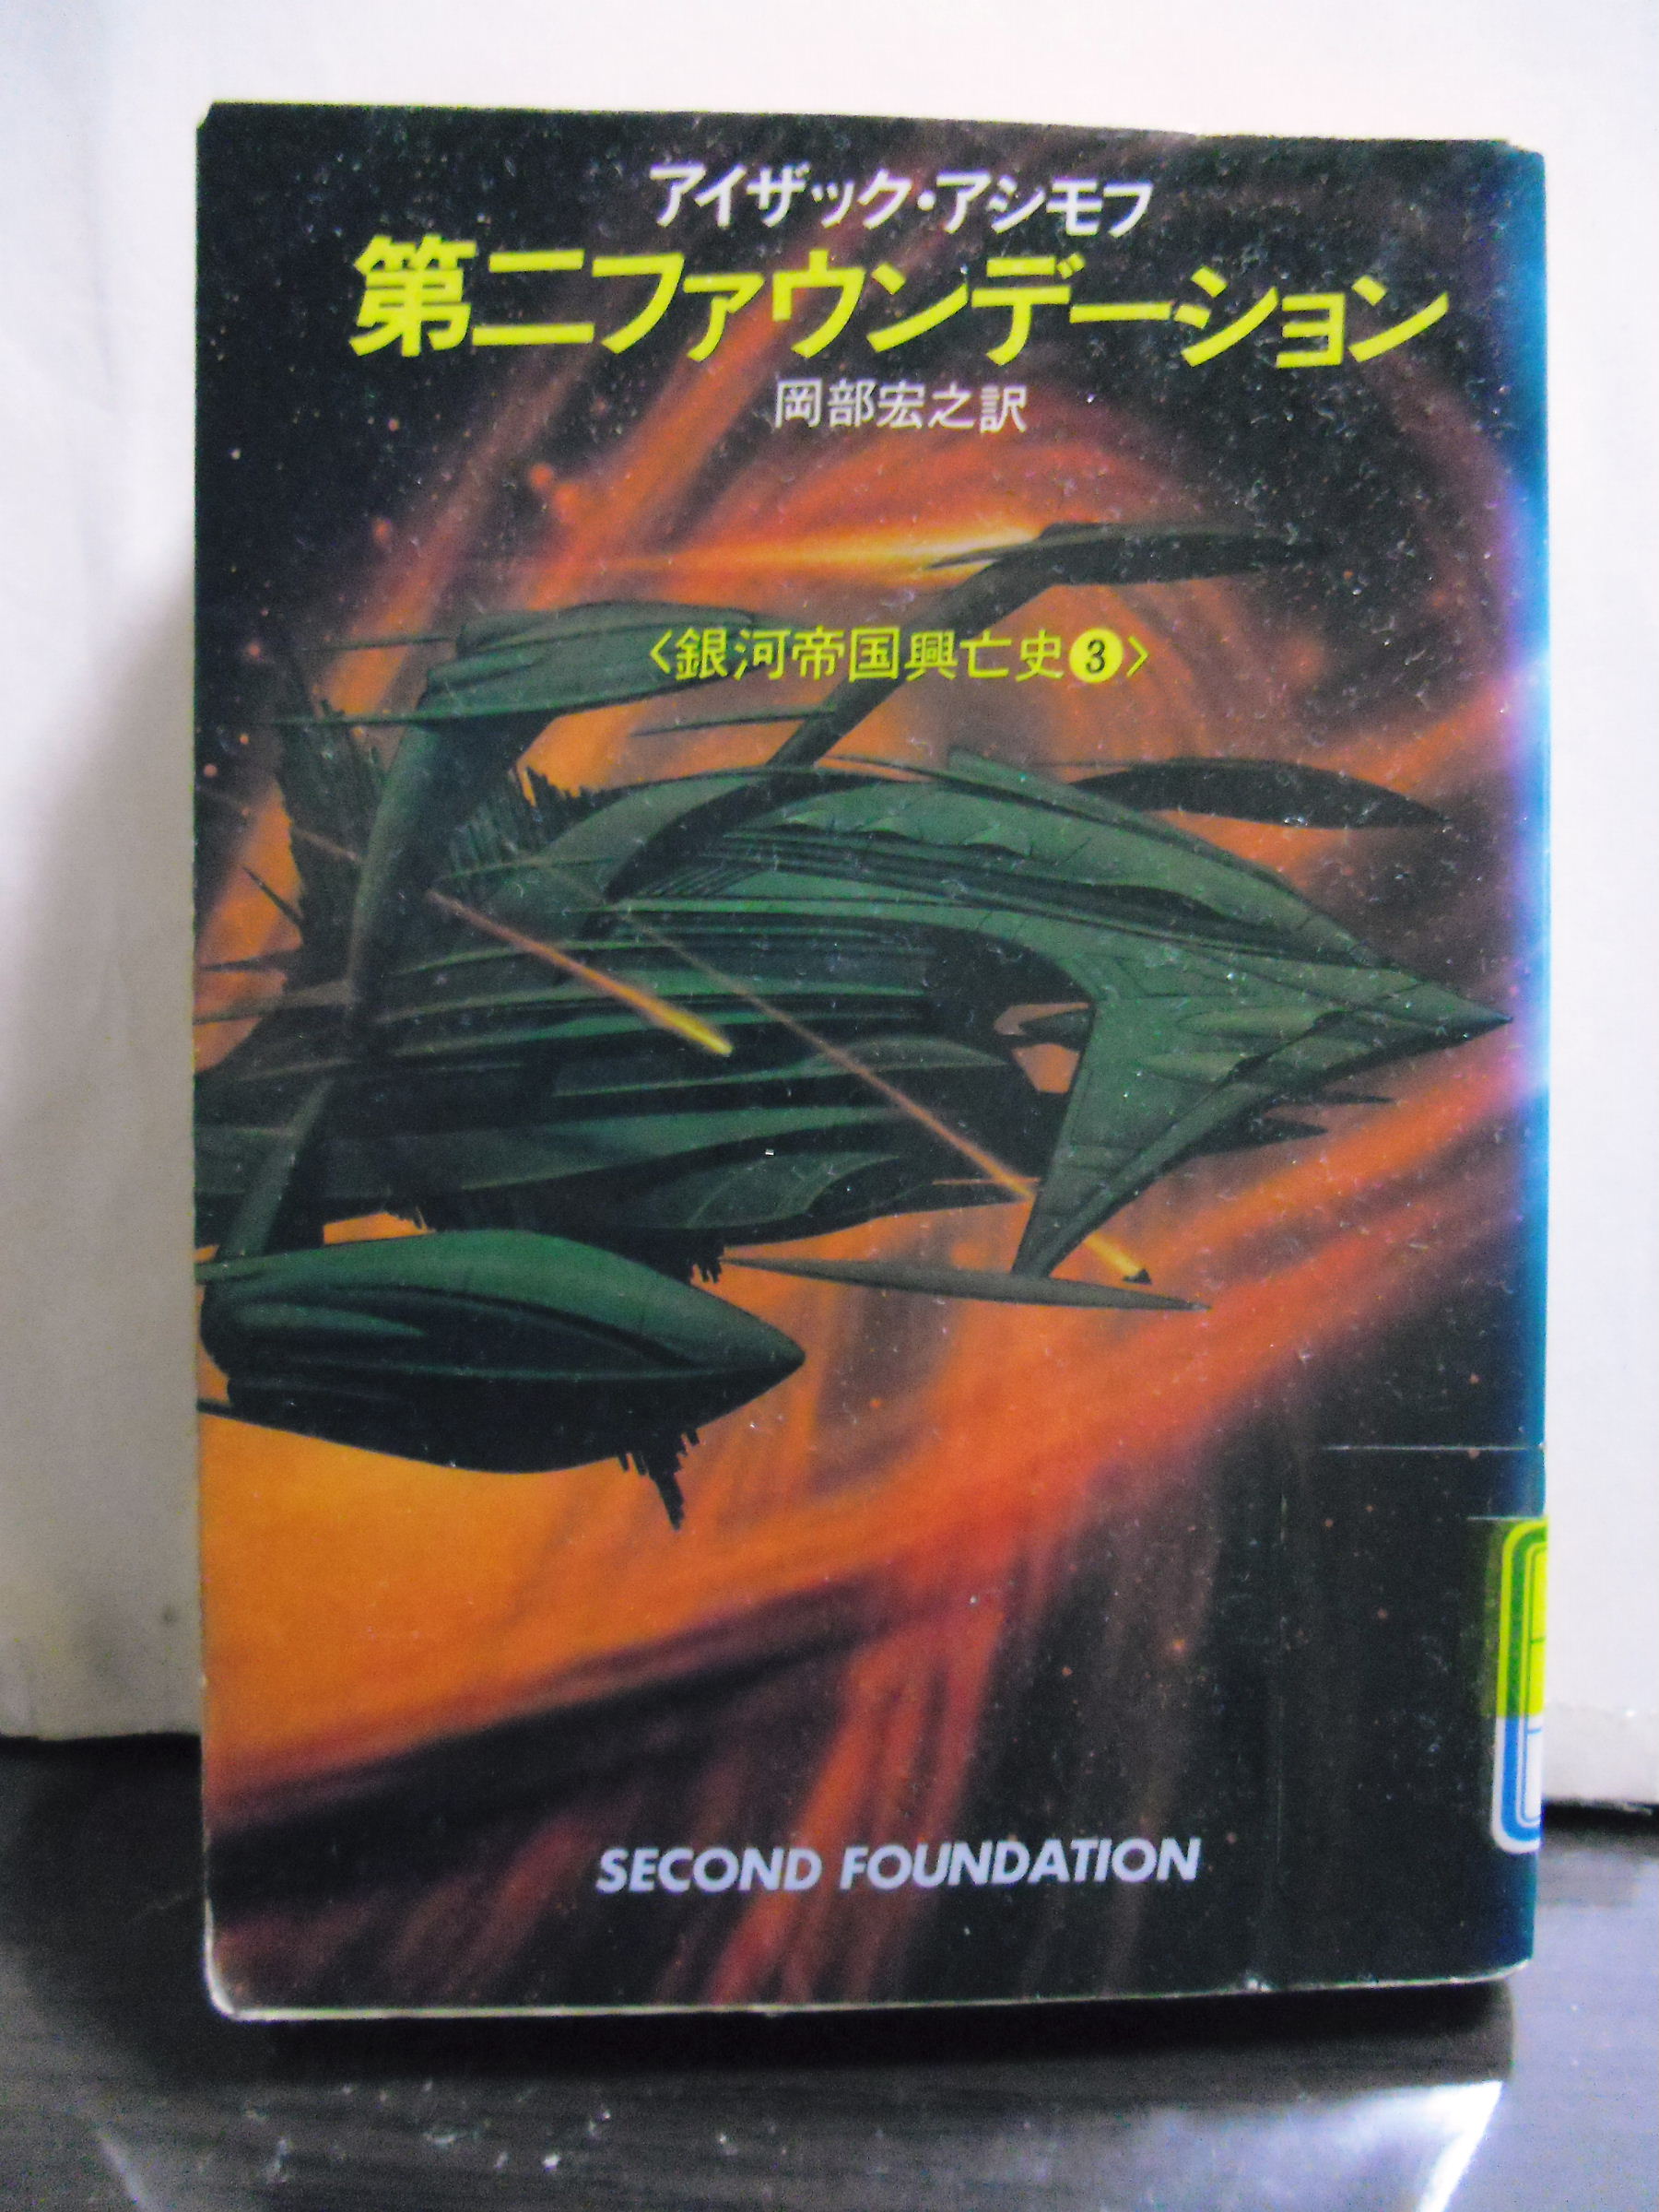 アイザック・アシモフ
第二ファウンデーション
岡部宏之訳
〈銀河帝国興亡史❸〉
SECOND FOUNDATION